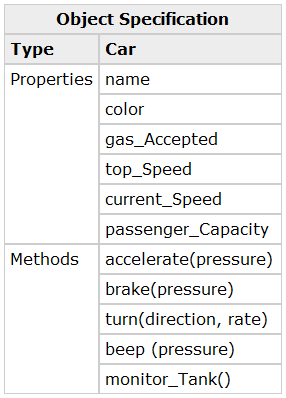 Object Specification
Type Car
Properties name
color
gas_Accepted
top_Speed
current_Speed
passenger_Capacity
Methods accelerate(pressure)
brake(pressure)
turn(direction, rate)
beep (pressure)
monitor_Tank()